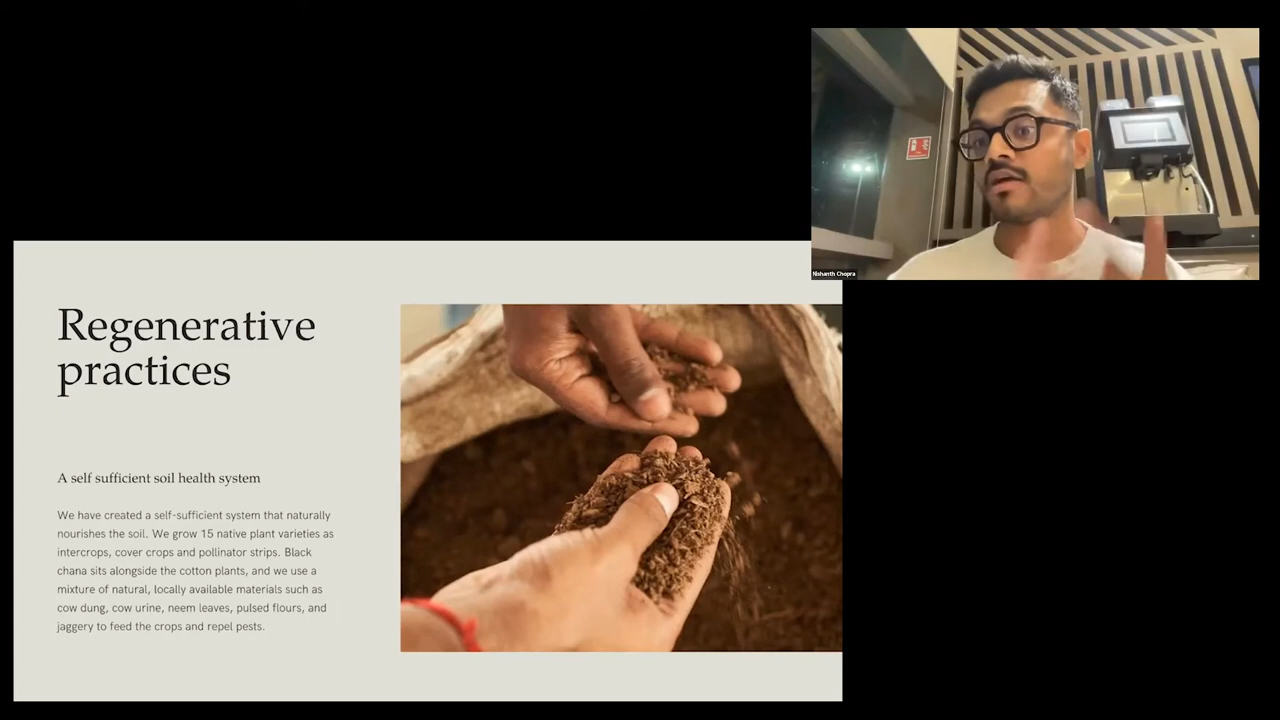 Nishanth Chopra
Regenerative
practices
A self sufficient soil health system
We have created a self-sufficient system that naturally
nourishes the soil. We grow 15 native plant varieties as
intercrops, cover crops and pollinator strips. Black
chana sits alongside the cotton plants, and we use a
mixture of natural, locally available materials such as
cow dung, cow urine, neem leaves, pulsed flours, and
jaggery to feed the crops and repel pests.